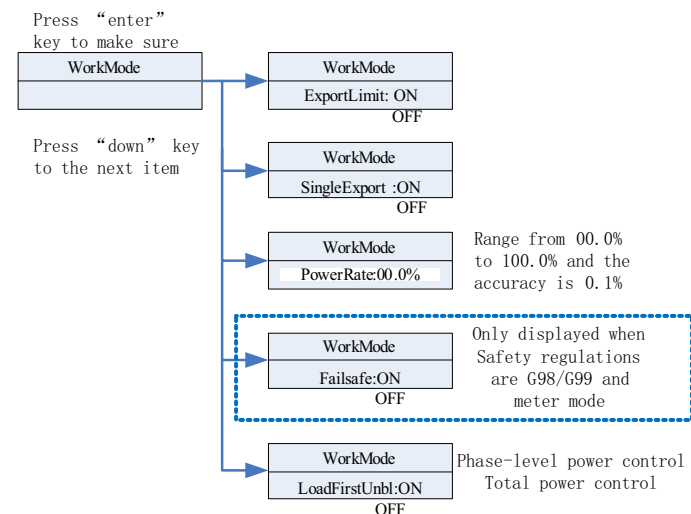 Press “enter”
key to make sure
WorkMode
WorkMode
ExportLimit: ON
OFF
Press “down” key
to the next item
WorkMode
SingleExport :ON
OFF
WorkMode
PowerRate:00.0%
Range from 00.0%
to 100.0% and the
accuracy is 0.1%
WorkMode
Failsafe:ON
OFF
Only displayed when
Safety regulations
are G98/G99 and
meter mode
WorkMode
LoadFirstUnbl:ON
OFF
Phase-level power control
Total power control